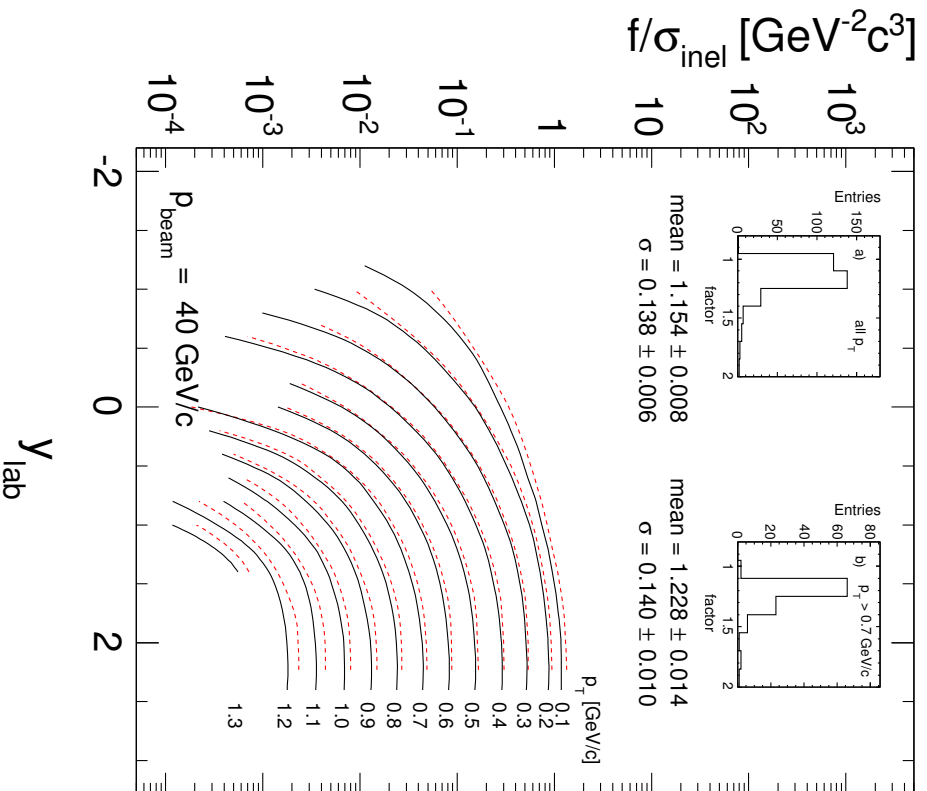 f/σinel [GeV-2c3]
10-4
10-3
10-2
10-1
1
10
10²
10³
-2
0
2
ylab
pbeam = 40 GeV/c
Entries
0
50
100
150
a)
all pT
1
1.5
2
factor
mean = 1.154 ± 0.008
σ = 0.138 ± 0.006
Entries
0
20
40
60
80
b)
pT > 0.7 GeV/c
1
1.5
2
factor
mean = 1.228 ± 0.014
σ = 0.140 ± 0.010
pT [GeV/c]
0.1
0.2
0.3
0.4
0.5
0.6
0.7
0.8
0.9
1.0
1.1
1.2
1.3